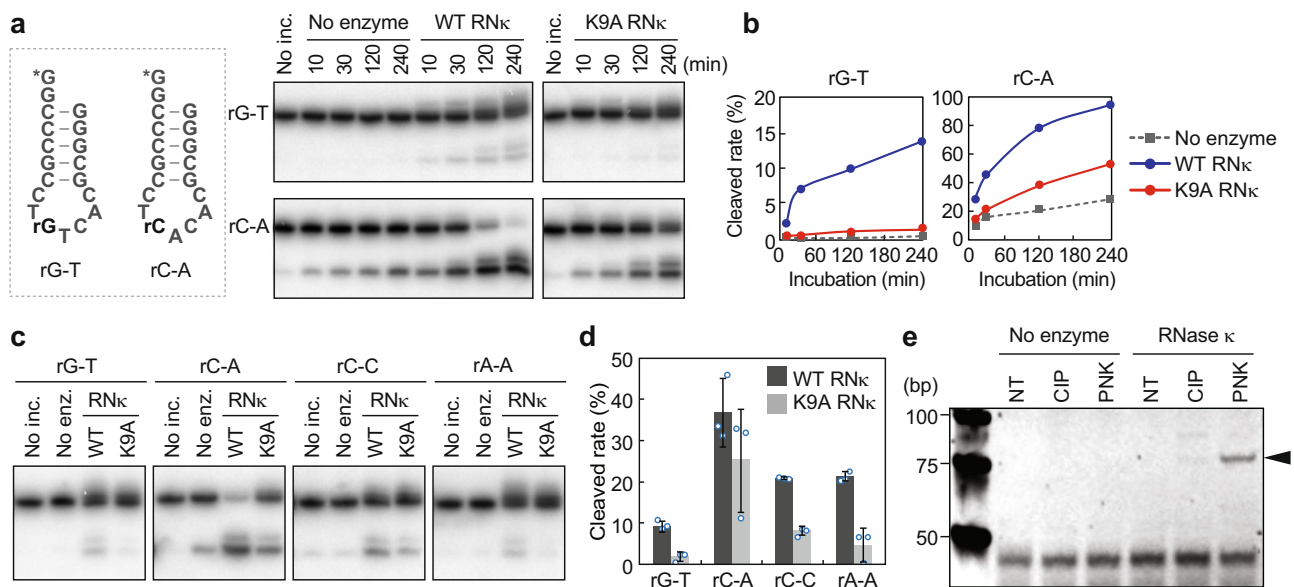 a
No enzyme WT RNκ K9A RNκ
No inc. 10 30 120 240 10 30 120 240 No inc. 10 30 120 240 (min)
rG-T
rC-A
*G
G
C–G
C–G
C–G
G–C
C–G
C C
T A
rG T C
rG-T
*G
G
C–G
C–G
C–G
G–C
C–G
C C
T A
rC A C
rC-A
b
rG-T rC-A
Cleaved rate (%)
20
15
10
5
0
0 60 120 180 240
Incubation (min)
100
80
60
40
20
0
0 60 120 180 240
Incubation (min)
No enzyme
WT RNκ
K9A RNκ
c
rG-T rC-A rC-C rA-A
RNκ RNκ RNκ RNκ
No inc. No enz. WT K9A No inc. No enz. WT K9A No inc. No enz. WT K9A No inc. No enz. WT K9A
d
Cleaved rate (%)
50
40
30
20
10
0
WT RNκ
K9A RNκ
rG-T rC-A rC-C rA-A
e
No enzyme RNase κ
(bp) NT CIP PNK NT CIP PNK
100
75
50